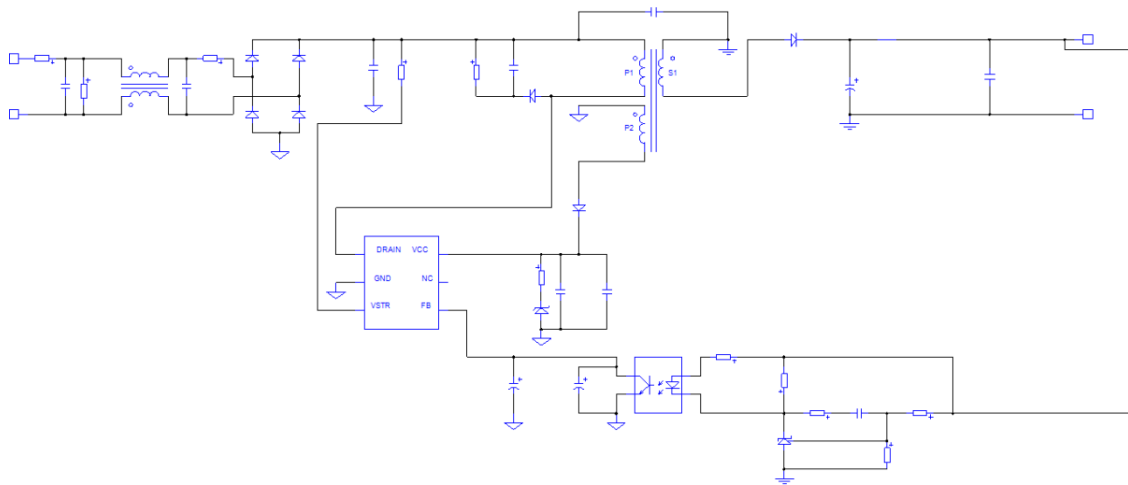 P1
S1
P2
DRAIN VCC
GND NC
VSTR FB